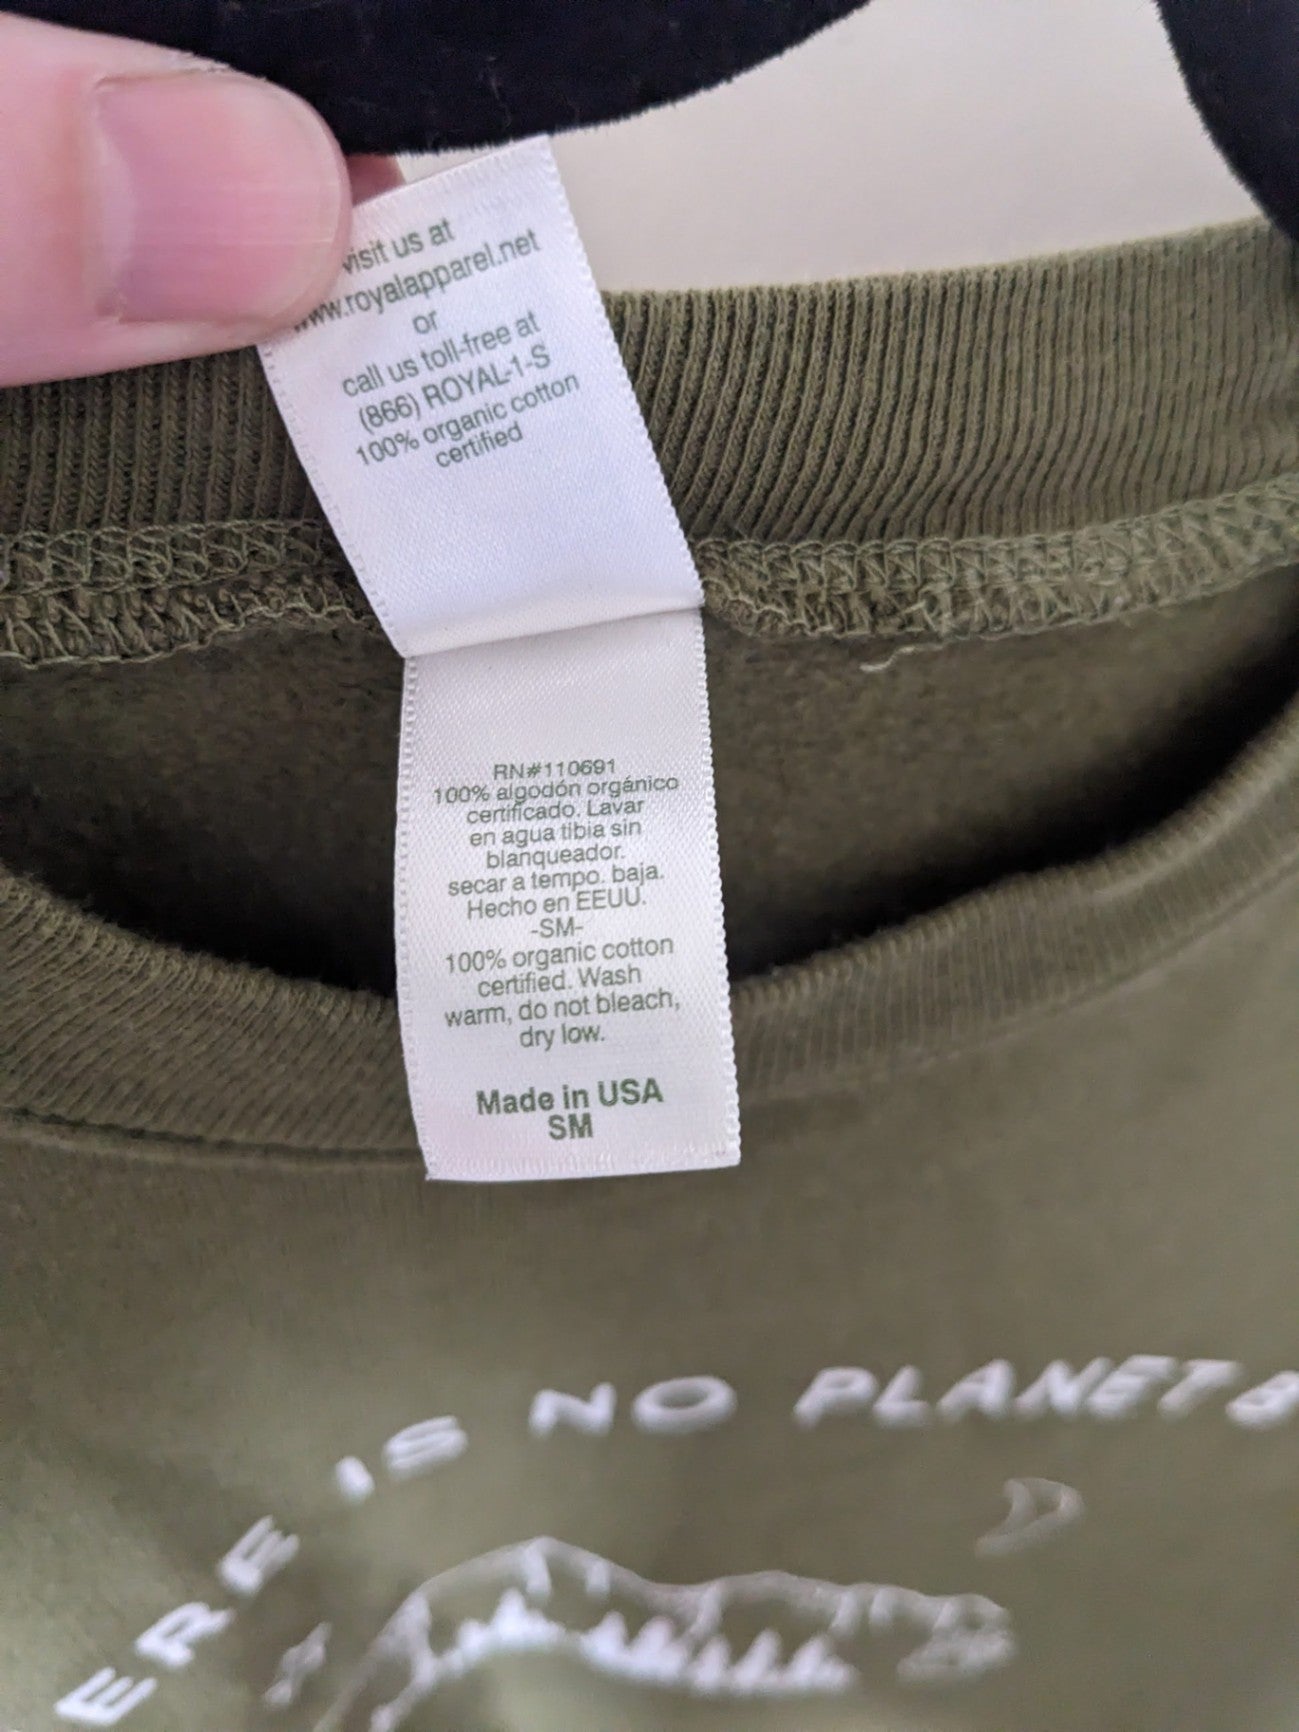 visit us at
www.royalapparel.net
or
call us toll-free at
(866) ROYAL-1-S
100% organic cotton
certified
RN#110691
100% algodón orgánico
certificado. Lavar
en agua tibia sin
blanqueador.
secar a tempo. baja.
Hecho en EEUU.
-SM-
100% organic cotton
certified. Wash
warm, do not bleach,
dry low.
Made in USA
SM
ERE IS NO PLANET B